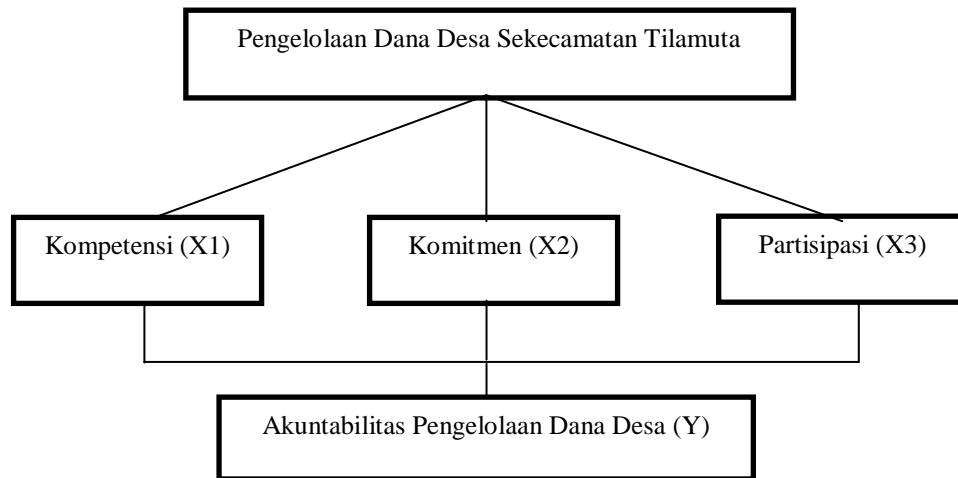 Pengelolaan Dana Desa Sekecamatan Tilamuta
Kompetensi (X1)
Komitmen (X2)
Partisipasi (X3)
Akuntabilitas Pengelolaan Dana Desa (Y)